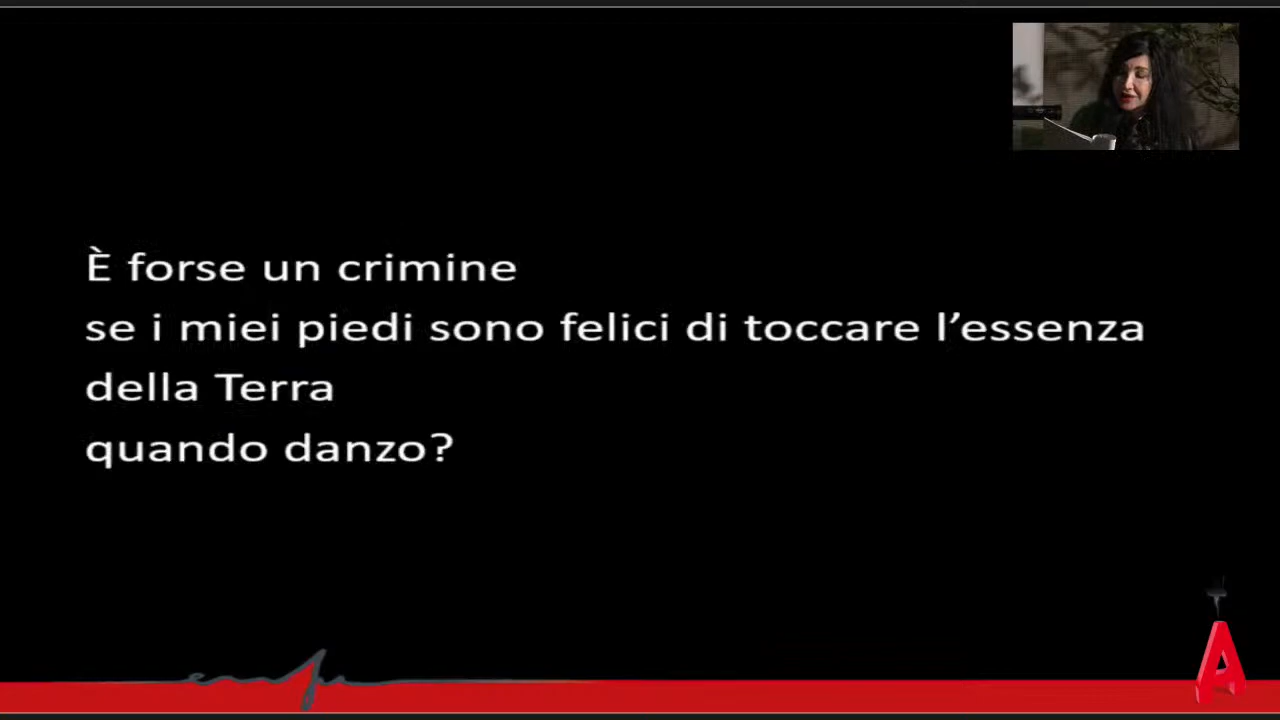 È forse un crimine
se i miei piedi sono felici di toccare l’essenza
della Terra
quando danzo?
A